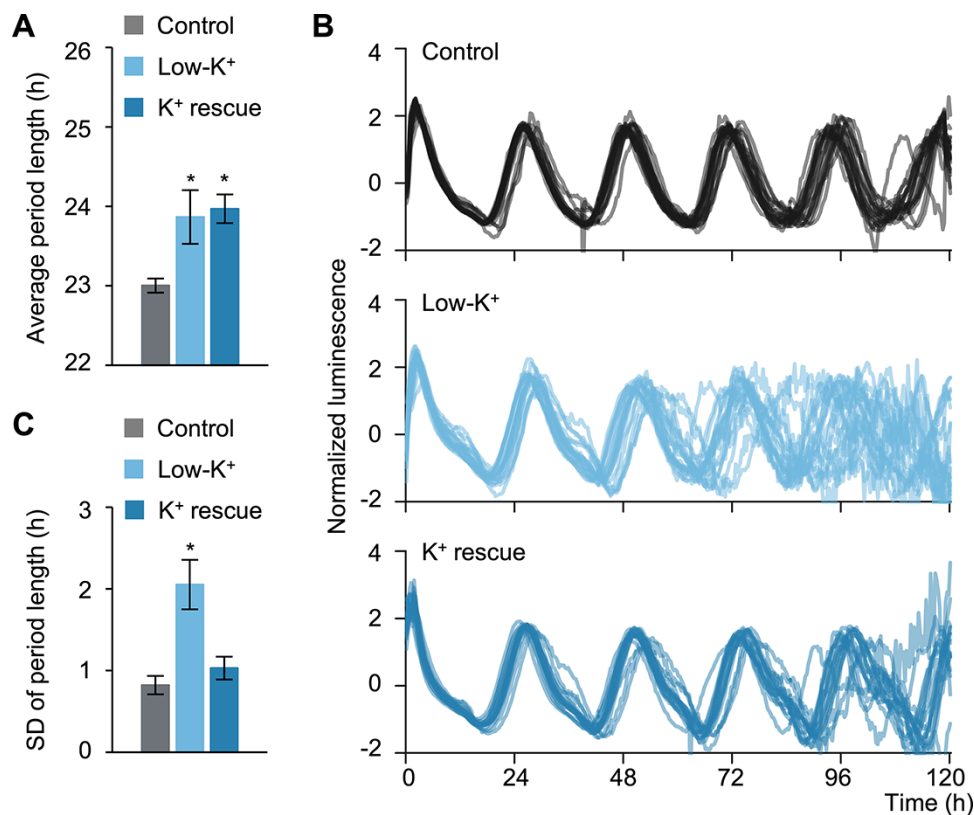 A
Control
Low-K⁺
K⁺ rescue
Average period length (h)
26
25
24
23
22
*
*
C
Control
Low-K⁺
K⁺ rescue
SD of period length (h)
3
2
1
0
*
B
Normalized luminescence
Control
4
2
0
-2
Low-K⁺
4
2
0
-2
K⁺ rescue
4
2
0
-2
0
24
48
72
96
120
Time (h)